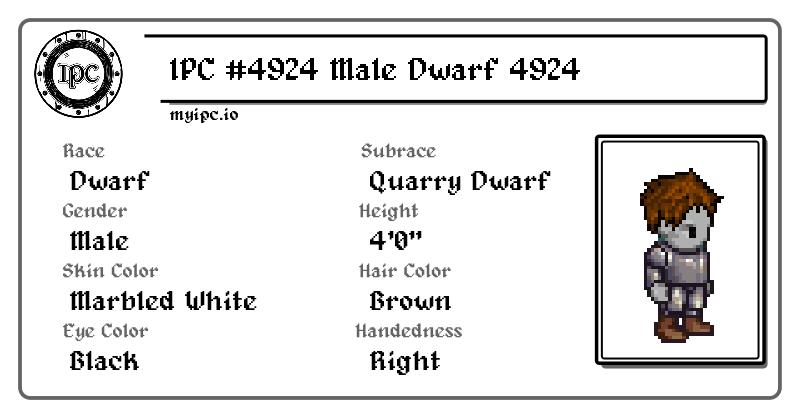 IPC
IPC #4924 Male Dwarf 4924
myipc.io
Race
Dwarf
Subrace
Quarry Dwarf
Gender
Male
Height
4'0"
Skin Color
Marbled White
Hair Color
Brown
Eye Color
Black
Handedness
Right